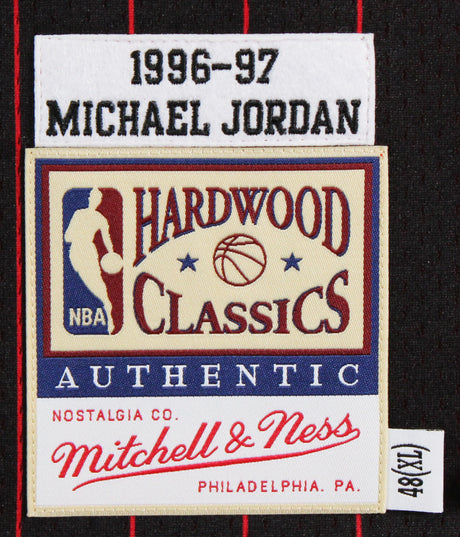 1996-97
MICHAEL JORDAN
HARDWOOD
NBA
CLASSICS
AUTHENTIC
NOSTALGIA CO.
Mitchell & Ness
PHILADELPHIA. PA.
48(XL)